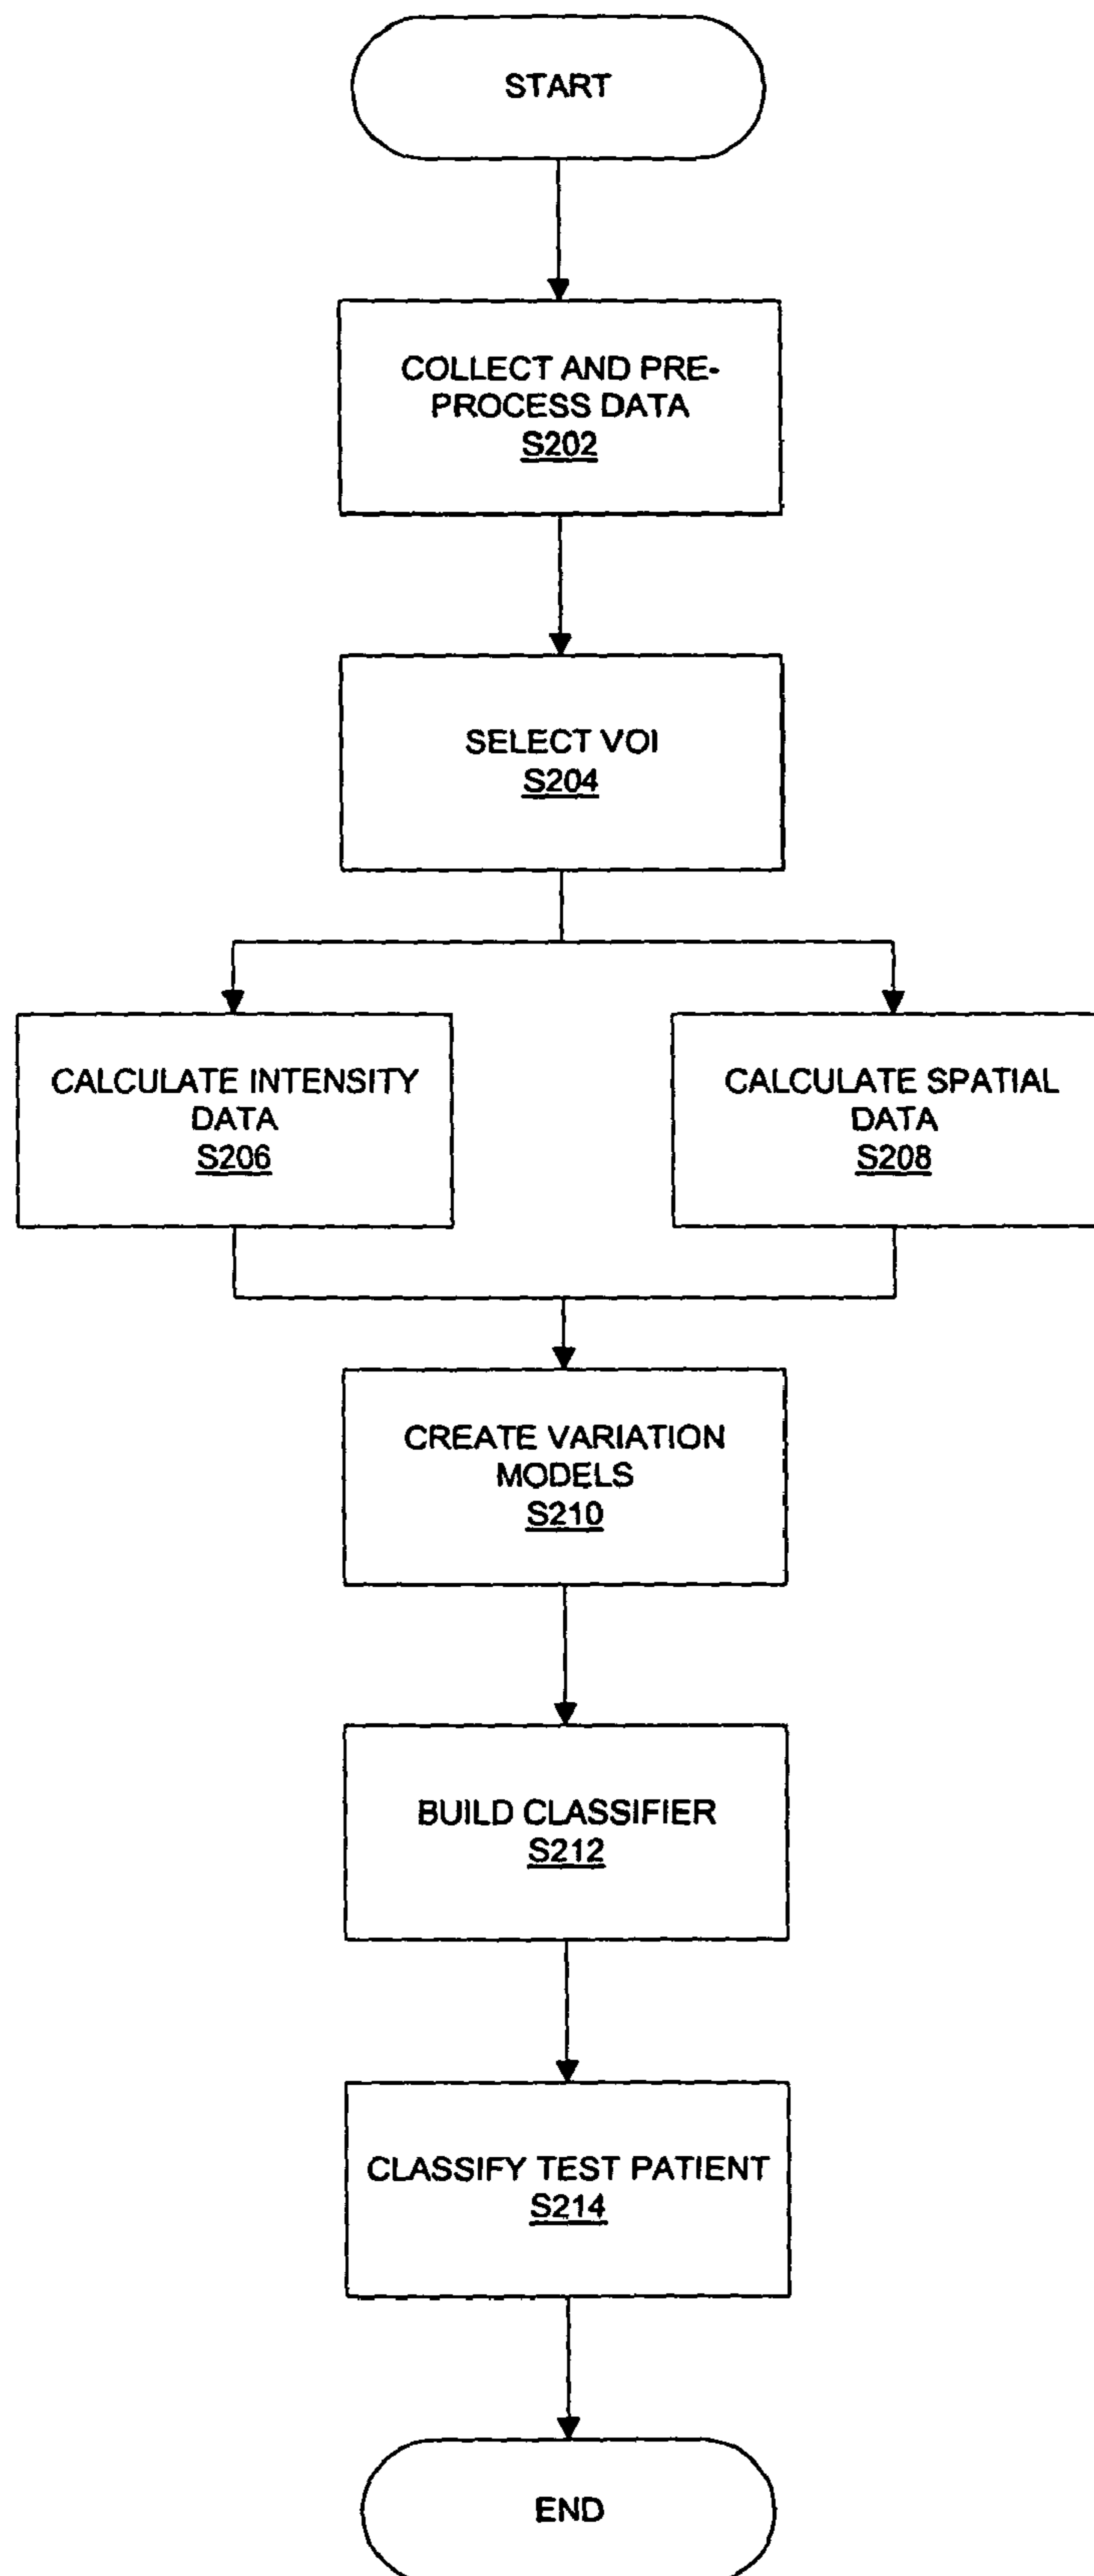 START
COLLECT AND PRE-
PROCESS DATA
S202
SELECT VOI
S204
CALCULATE INTENSITY
DATA
S206
CALCULATE SPATIAL
DATA
S208
CREATE VARIATION
MODELS
S210
BUILD CLASSIFIER
S212
CLASSIFY TEST PATIENT
S214
END